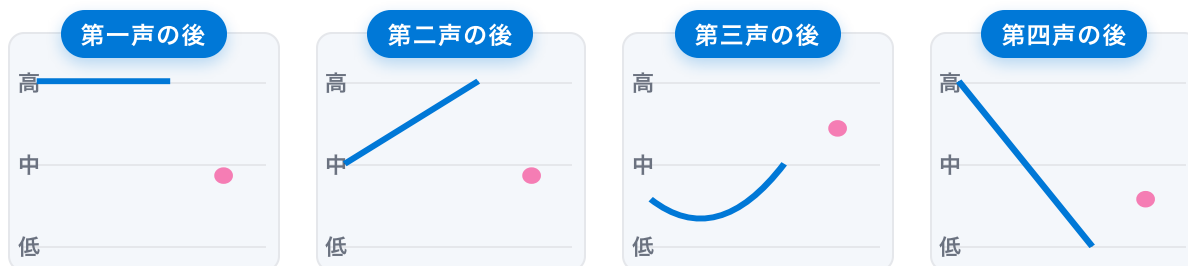 第一声の後
高
中
低
第二声の後
高
中
低
第三声の後
高
中
低
第四声の後
高
中
低